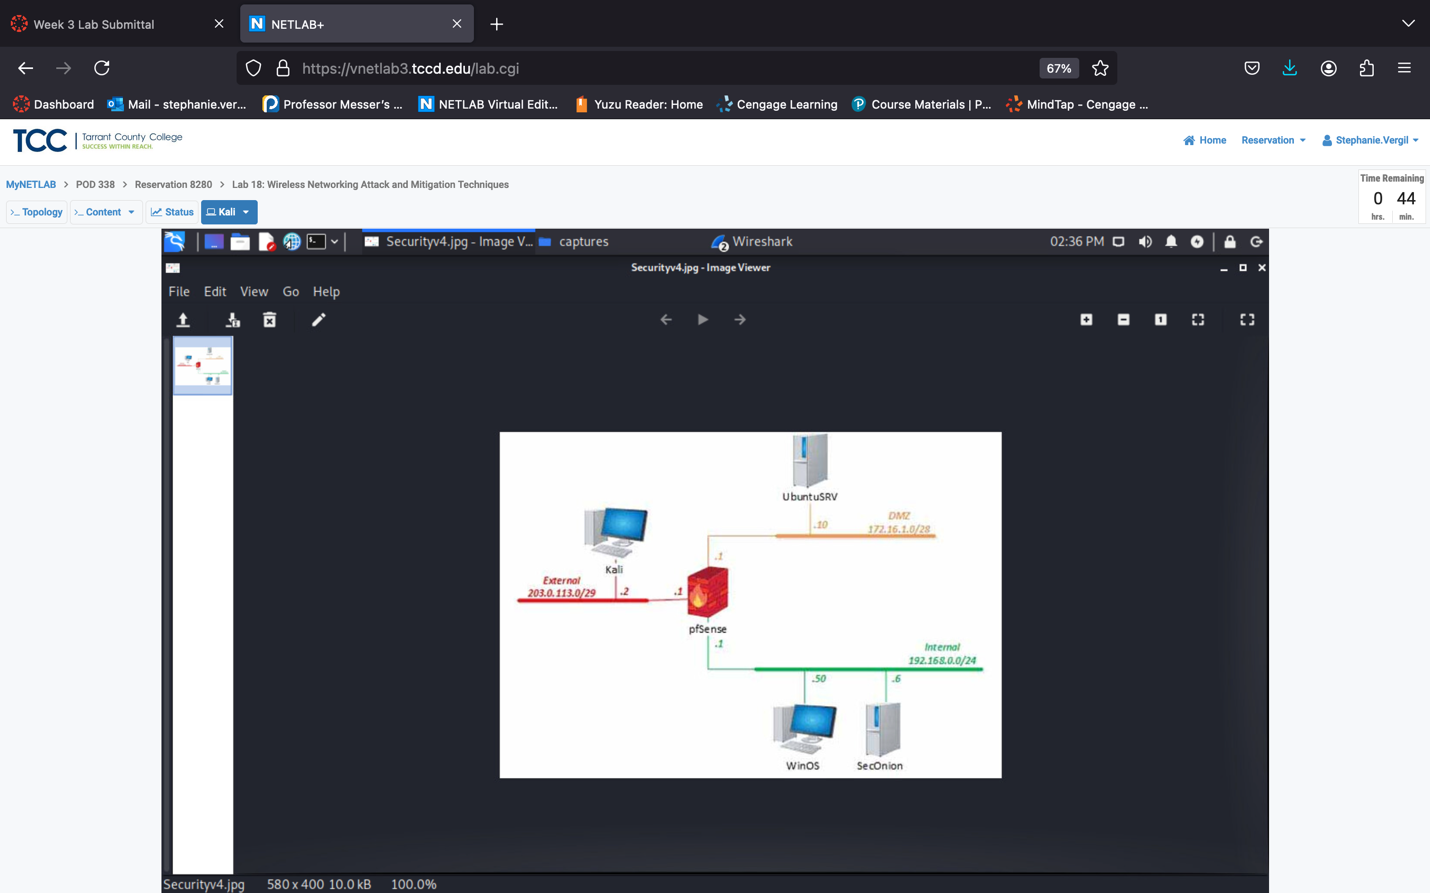 Week 3 Lab Submittal
NETLAB+
https://vnetlab3.tccd.edu/lab.cgi
67%
Dashboard
Mail - stephanie.ver...
Professor Messer's ...
NETLAB Virtual Edit...
Yuzu Reader: Home
Cengage Learning
Course Materials | P...
MindTap - Cengage ...
TCC
Tarrant County College
SUCCESS WITHIN REACH.
Home
Reservation
Stephanie.Vergil
MyNETLAB > POD 338 > Reservation 8280 > Lab 18: Wireless Networking Attack and Mitigation Techniques
Time Remaining
0 44
hrs. min.
>_ Topology
>_ Content
Status
Kali
Securityv4.jpg - Image V...
captures
2
Wireshark
02:36 PM
Securityv4.jpg - Image Viewer
File Edit View Go Help
1
UbuntuSRV
.10
DMZ
172.16.1.0/28
.1
Kali
External
203.0.113.0/29
.2
.1
pfSense
.1
Internal
192.168.0.0/24
.50
.6
WinOS
SecOnion
Securityv4.jpg 580 x 400 10.0 kB 100.0%